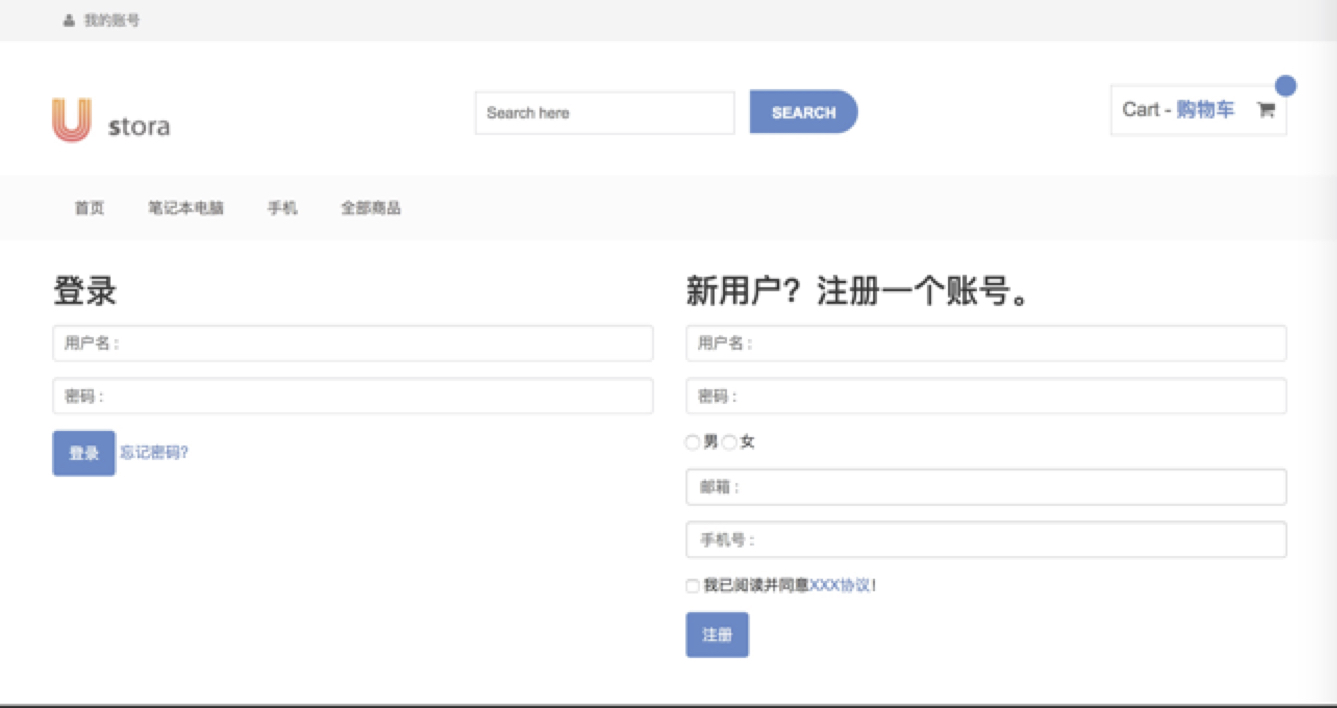 我的账号
U stora
Search here
SEARCH
Cart - 购物车
首页 笔记本电脑 手机 全部商品
登录
用户名 :
密码 :
登录 忘记密码?
新用户？注册一个账号。
用户名 :
密码 :
男 女
邮箱 :
手机号 :
我已阅读并同意XXX协议!
注册